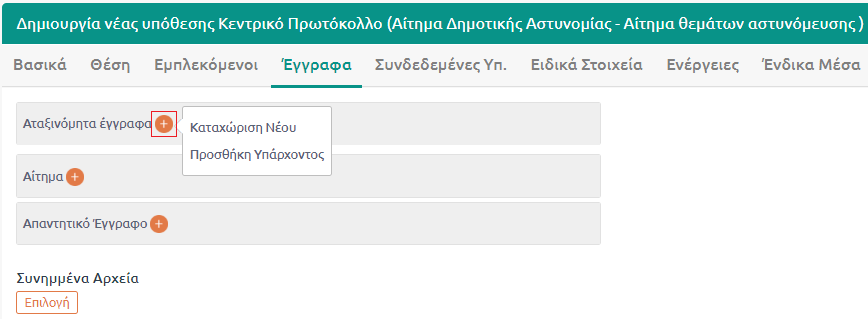 Δημιουργία νέας υπόθεσης Κεντρικό Πρωτόκολλο (Αίτημα Δημοτικής Αστυνομίας - Αίτημα θεμάτων αστυνόμευσης )
Βασικά Θέση Εμπλεκόμενοι Έγγραφα Συνδεδεμένες Υπ. Ειδικά Στοιχεία Ενέργειες Ένδικα Μέσα
Αταξινόμητα έγγραφα +
Καταχώριση Νέου
Προσθήκη Υπάρχοντος
Αίτημα +
Απαντητικό Έγγραφο +
Συνημμένα Αρχεία
Επιλογή